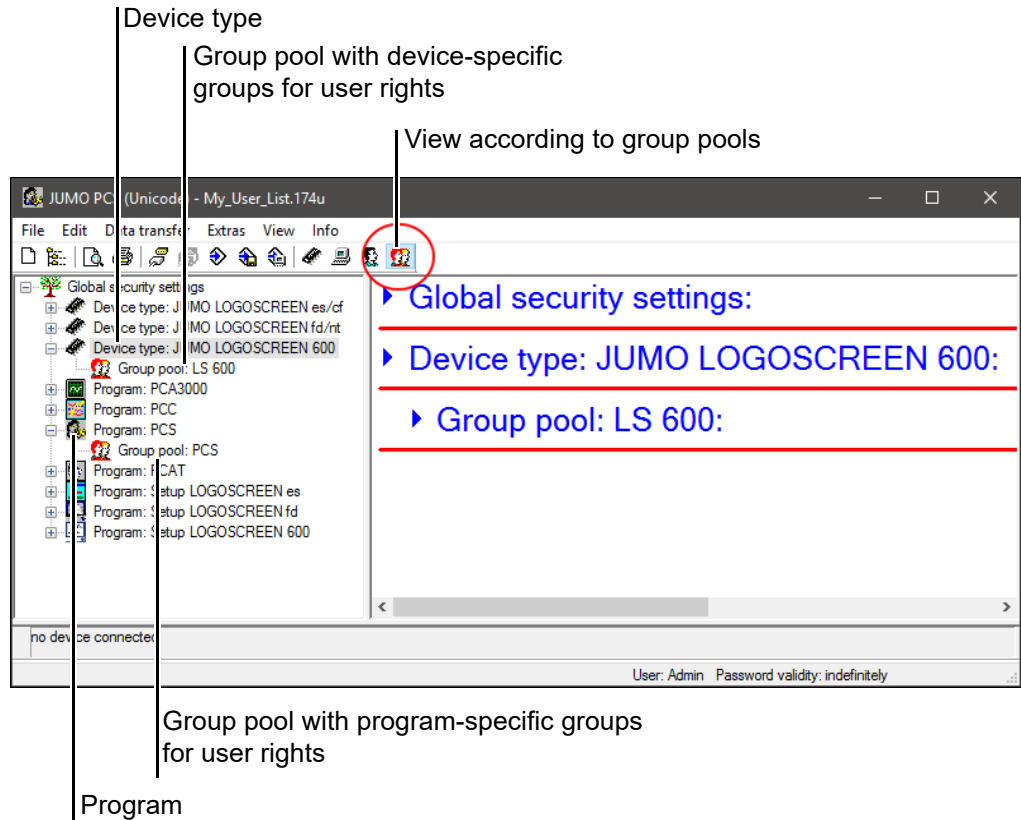 Device type
Group pool with device-specific
groups for user rights
View according to group pools
JUMO PCS (Unicode) - My_User_List.174u
File Edit Data transfer Extras View Info
Global security settings
Device type: JUMO LOGOSCREEN es/cf
Device type: JUMO LOGOSCREEN fd/nt
Device type: JUMO LOGOSCREEN 600
Group pool: LS 600
Program: PCA3000
Program: PCC
Program: PCS
Group pool: PCS
Program: PCAT
Program: Setup LOGOSCREEN es
Program: Setup LOGOSCREEN fd
Program: Setup LOGOSCREEN 600
Global security settings:
Device type: JUMO LOGOSCREEN 600:
Group pool: LS 600:
no device connected
User: Admin Password validity: indefinitely
Group pool with program-specific groups
for user rights
Program